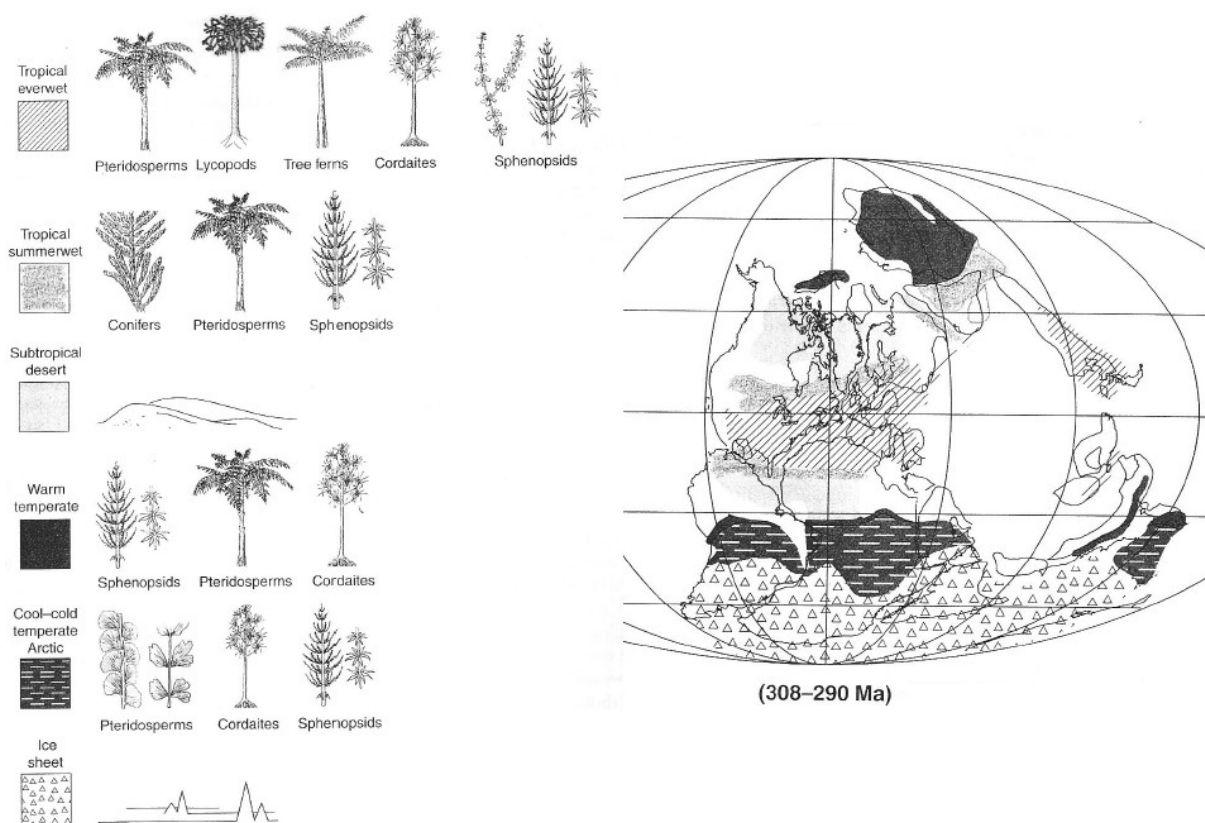 Tropical
everwet
Pteridosperms Lycopods Tree ferns Cordaites Sphenopsids
Tropical
summerwet
Conifers Pteridosperms Sphenopsids
Subtropical
desert
Warm
temperate
Sphenopsids Pteridosperms Cordaites
Cool–cold
temperate
Arctic
Pteridosperms Cordaites Sphenopsids
Ice
sheet
(308–290 Ma)